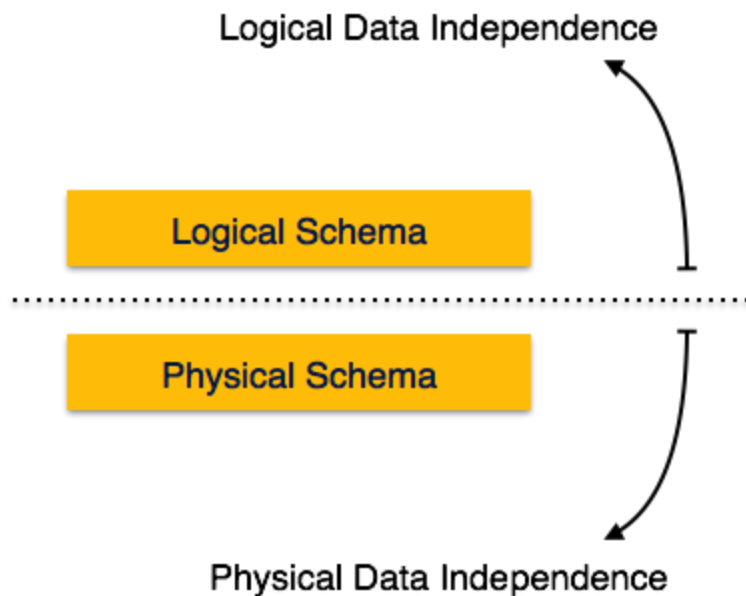 Logical Data Independence
Logical Schema
Physical Schema
Physical Data Independence